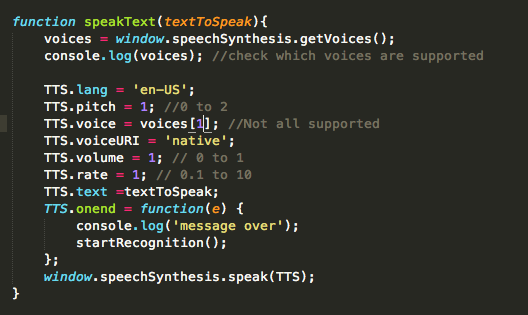 function speakText(textToSpeak){
    voices = window.speechSynthesis.getVoices();
    console.log(voices); //check which voices are supported

    TTS.lang = 'en-US';
    TTS.pitch = 1; //0 to 2
    TTS.voice = voices[1]; //Not all supported
    TTS.voiceURI = 'native';
    TTS.volume = 1; // 0 to 1
    TTS.rate = 1; // 0.1 to 10
    TTS.text =textToSpeak;
    TTS.onend = function(e) {
        console.log('message over');
        startRecognition();
    };
    window.speechSynthesis.speak(TTS);
}